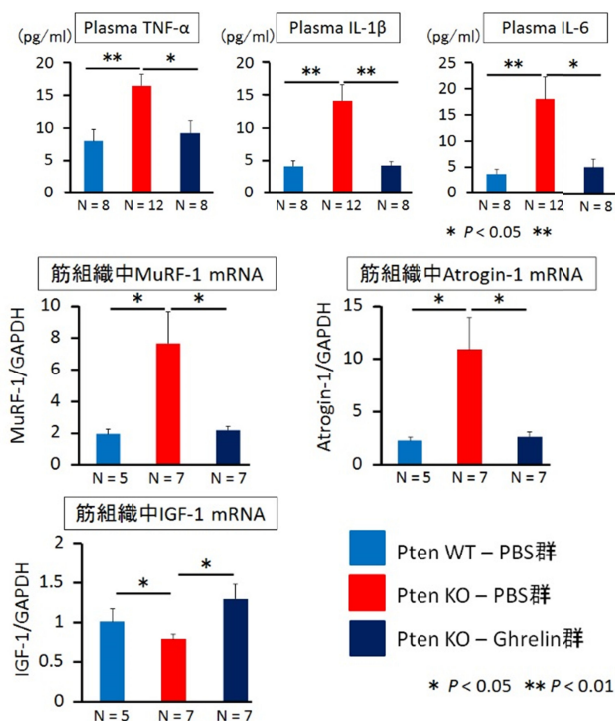 Plasma TNF-α
(pg/ml)
** *
20
15
10
5
0
N = 8 N = 12 N = 8
Plasma IL-1β
(pg/ml)
** **
20
15
10
5
0
N = 8 N = 12 N = 8
Plasma IL-6
(pg/ml)
** *
25
20
15
10
5
0
N = 8 N = 12 N = 8
* P < 0.05 **
筋組織中MuRF-1 mRNA
MuRF-1/GAPDH
* *
10
8
6
4
2
0
N = 5 N = 7 N = 7
筋組織中Atrogin-1 mRNA
Atrogin-1/GAPDH
* *
15
10
5
0
N = 5 N = 7 N = 7
筋組織中IGF-1 mRNA
IGF-1/GAPDH
* *
2
1.5
1
0.5
0
N = 5 N = 7 N = 7
Pten WT – PBS群
Pten KO – PBS群
Pten KO – Ghrelin群
* P < 0.05 ** P < 0.01